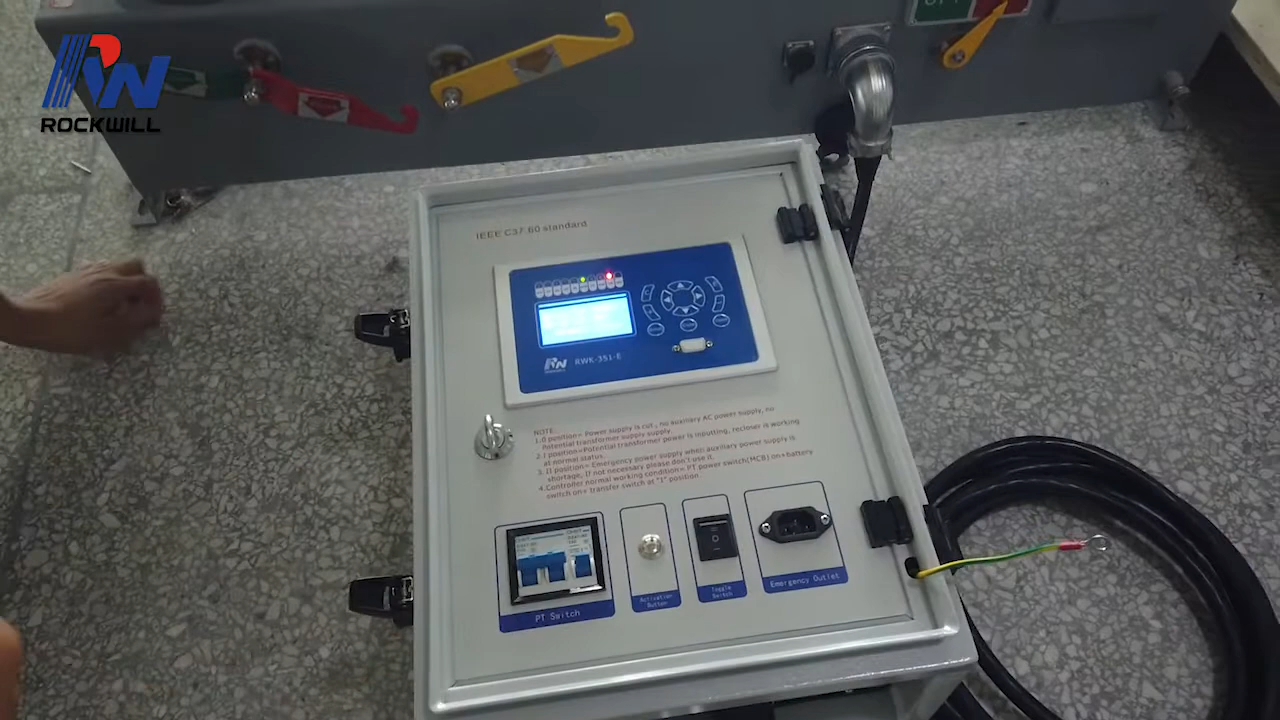 ROCKWILL
IEEE C37.60 standard
RWK-351-E
NOTE:
1.0 position= Power supply is cut, no auxiliary AC power supply, no
Potential transformer supply supply.
2.I position=Potential transformer power is inputting, recloser is working
at normal status.
3. II position= Emergency power supply when auxiliary power supply is
shortage, If not necessary please don't use it.
4.Controller normal working condition= PT power switch(MCB) on+battery
switch on+ transfer switch at "I" position.
PT Switch
Activation
Button
Toggle
Switch
Emergency Outlet